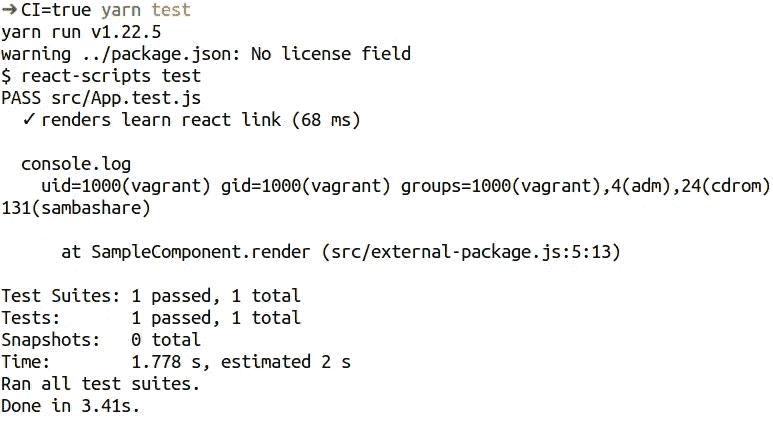 → CI=true yarn test
yarn run v1.22.5
warning ../package.json: No license field
$ react-scripts test
PASS src/App.test.js
✓ renders learn react link (68 ms)
console.log
uid=1000(vagrant) gid=1000(vagrant) groups=1000(vagrant),4(adm),24(cdrom)
131(sambashare)
at SampleComponent.render (src/external-package.js:5:13)
Test Suites: 1 passed, 1 total
Tests: 1 passed, 1 total
Snapshots: 0 total
Time: 1.778 s, estimated 2 s
Ran all test suites.
Done in 3.41s.